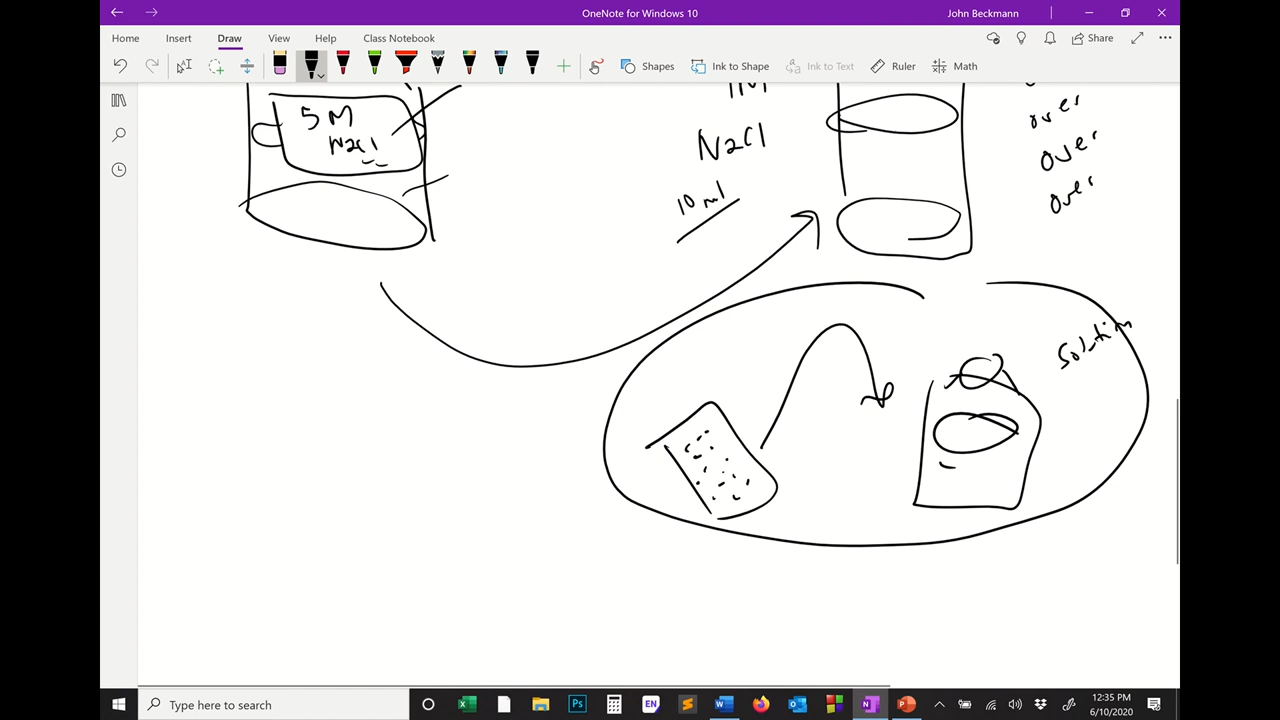 OneNote for Windows 10
John Beckmann
Home
Insert
Draw
View
Help
Class Notebook
Share
Shapes
Ink to Shape
Ink to Text
Ruler
Math
5M
NaCl
1M
NaCl
10 ml
over
over
over
Solution
Type here to search
12:35 PM
6/10/2020